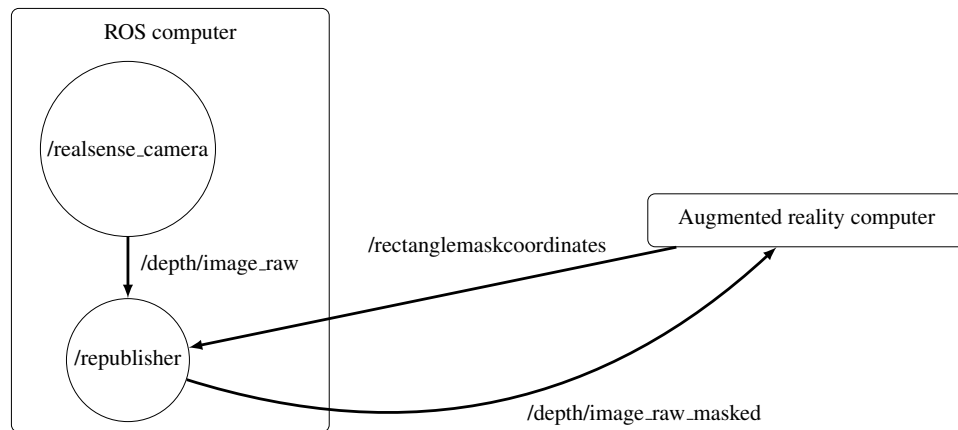 ROS computer
/realsense_camera
/depth/image_raw
/republisher
/rectanglemaskcoordinates
Augmented reality computer
/depth/image_raw_masked